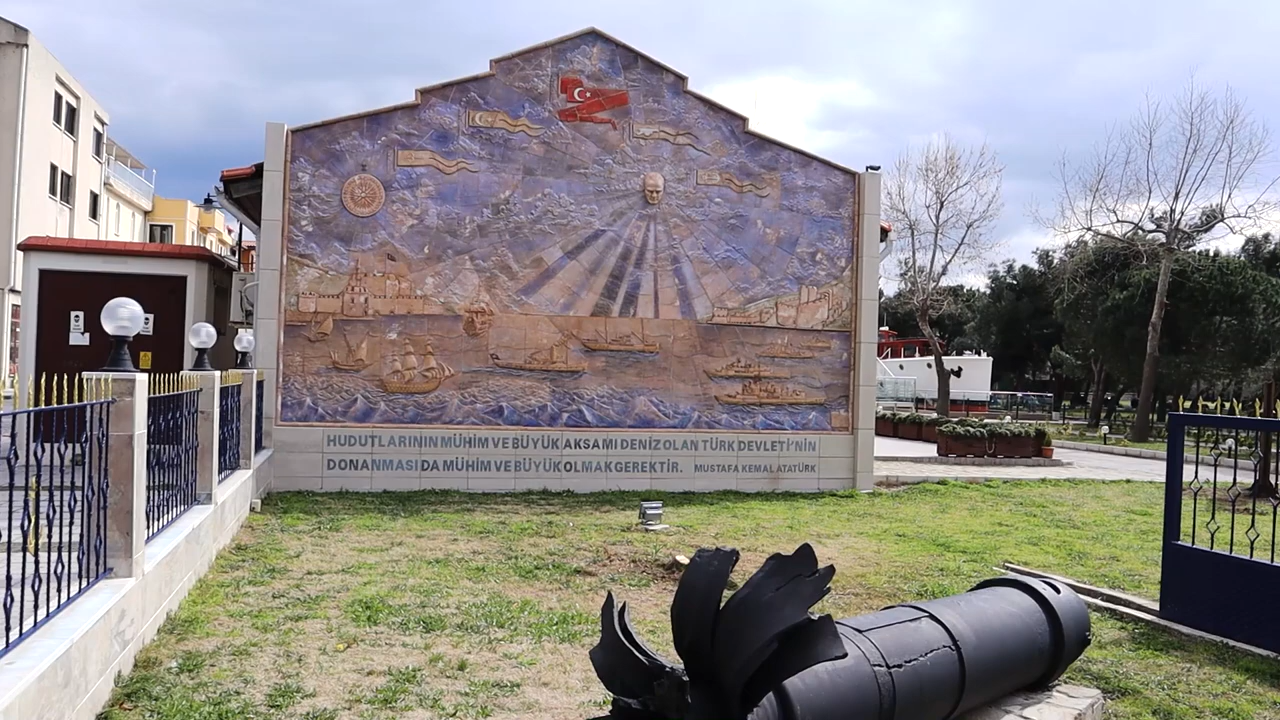 HUDUTLARININ MÜHİM VE BÜYÜK AKSAMI DENİZ OLAN TÜRK DEVLETİ'NİN
DONANMASI DA MÜHİM VE BÜYÜK OLMAK GEREKTİR. MUSTAFA KEMAL ATATÜRK